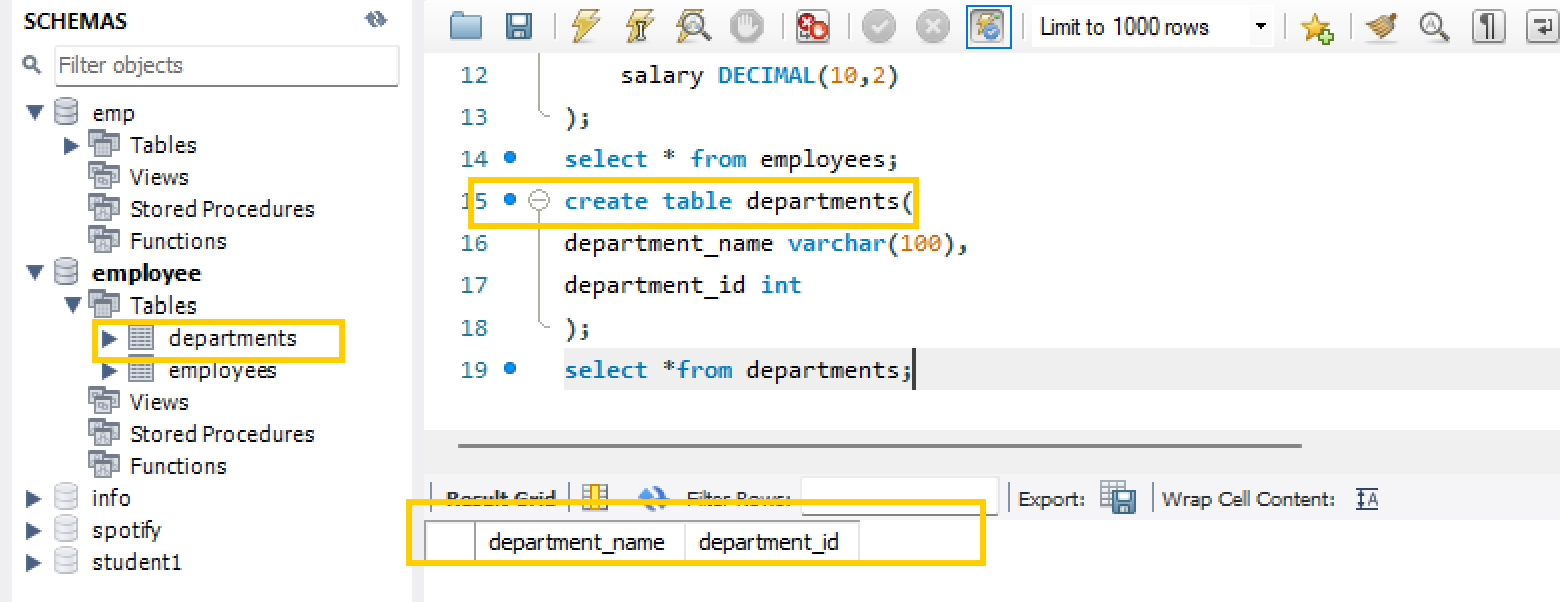 SCHEMAS
Filter objects
emp
Tables
Views
Stored Procedures
Functions
employee
Tables
departments
employees
Views
Stored Procedures
Functions
info
spotify
student1
Limit to 1000 rows
12 salary DECIMAL(10,2)
13 );
14 select * from employees;
15 create table departments(
16 department_name varchar(100),
17 department_id int
18 );
19 select *from departments;
Result Grid Filter Rows: Export: Wrap Cell Content:
department_name department_id